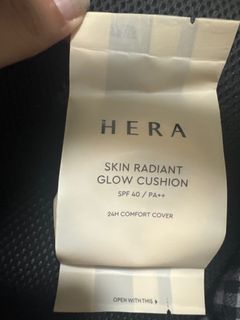 HERA
SKIN RADIANT
GLOW CUSHION
SPF 40 / PA++
24H COMFORT COVER
OPEN WITH THIS ▶